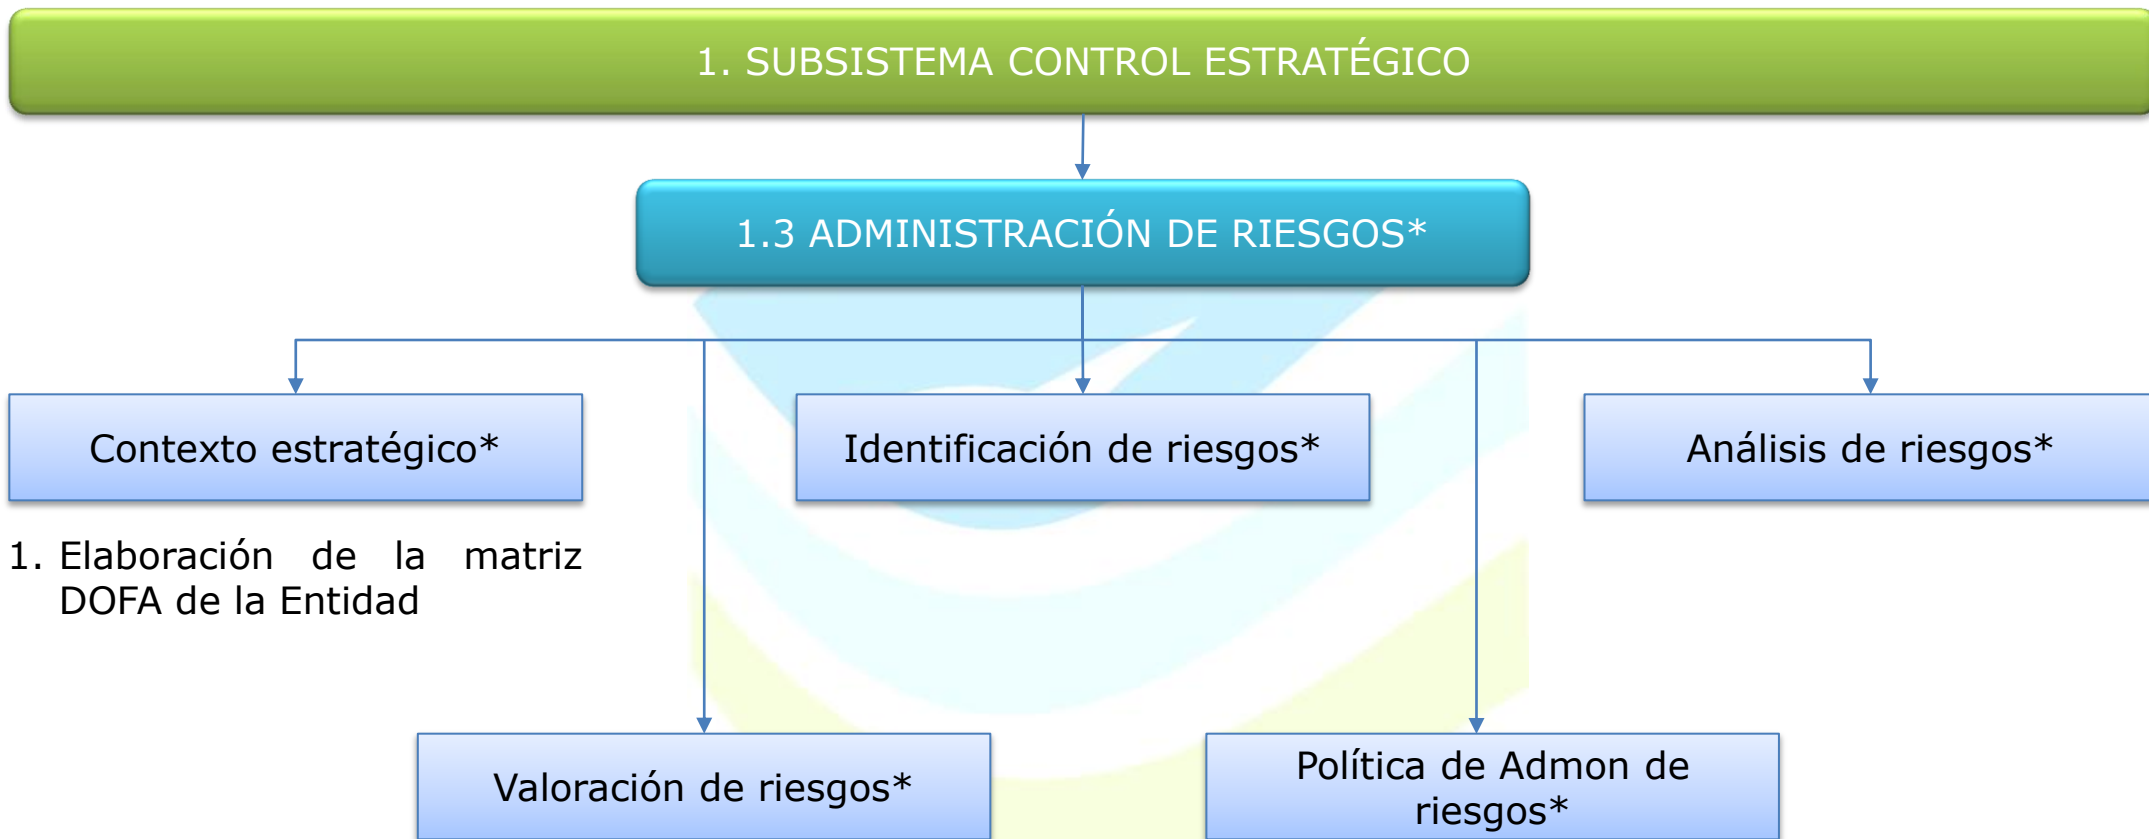 1. SUBSISTEMA CONTROL ESTRATÉGICO
1.3 ADMINISTRACIÓN DE RIESGOS*
Contexto estratégico*
Identificación de riesgos*
Análisis de riesgos*
1. Elaboración de la matriz
DOFA de la Entidad
Valoración de riesgos*
Política de Admon de
riesgos*